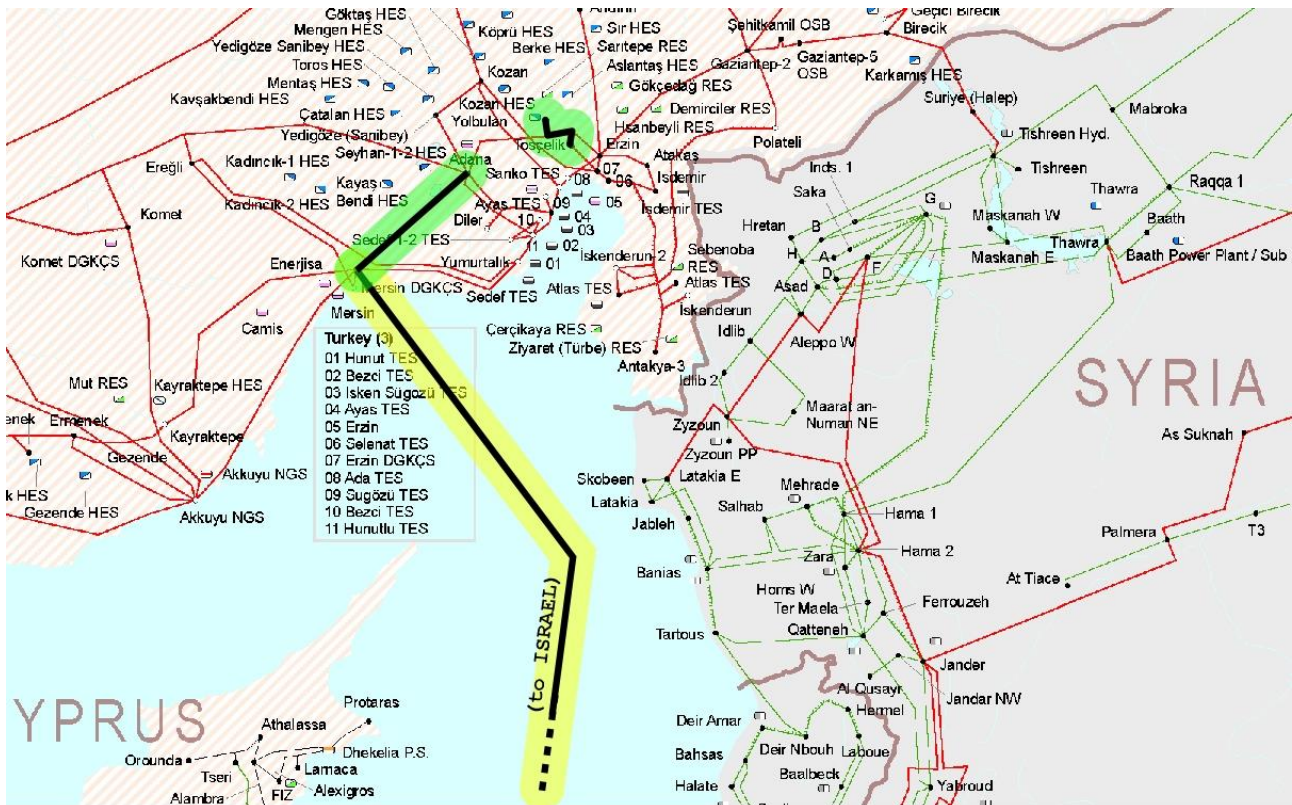 Göktaş HES
Mengen HES
Yedigöze Sanibey HES
Toros HES
Mentaş HES
Kavşakbendi HES
Çatalan HES
Yedigöze (Sanibey)
Köprü HES
Berke HES
Kozan
Kozan HES
Yolbulan
Seyhan-1-2 HES
Andırın
Sır HES
Sarıtepe RES
Aslantaş HES
Gökçedağ RES
Demirciler RES
Hsanbeyli RES
Toşçelik
Erzin
Gaziantep-2
Şehitkamil OSB
Gaziantep-5
OSB
Geçici Birecik
Birecik
Karkamış HES
Suriye (Halep)
Polateli
Mabroka
Tishreen Hyd.
Tishreen
Ereğli
Kadıncık-1 HES
Kadıncık-2 HES
Kayaş
Bendi HES
Adana
Sanko TES
Ayas TES
Diler
Sedef 1-2 TES
Yumurtalık
Sedef TES
07
06
08
05
09
04
03
10
02
11
01
Atakaş
İsdemir
İsdemir TES
İskenderun-2
Sebenoba
RES
Atlas TES
Atlas TES
İskenderun
Çerçikaya RES
Ziyaret (Türbe) RES
Antakya-3
Komet
Komet DGKÇS
Enerjisa
Mersin DGKÇS
Mersin
Camis
Mut RES
Kayraktepe HES
Ermenek
enek
Kayraktepe
Gezende
k HES
Gezende HES
Akkuyu NGS
Akkuyu NGS
Turkey (3)
01 Hunut TES
02 Bezci TES
03 Isken Sügozü TES
04 Ayas TES
05 Erzin
06 Selenat TES
07 Erzin DGKÇS
08 Ada TES
09 Sugözü TES
10 Bezci TES
11 Hunutlu TES
Inds. 1
Saka
Hretan
B
H
A
D
G
F
Asad
Aleppo W
Maskanah W
Maskanah E
Thawra
Thawra
Raqqa 1
Baath
Baath Power Plant / Sub
Idlib
Idlib 2
Maarat an-
Numan NE
Zyzoun
Zyzoun PP
SYRIA
As Suknah
Skobeen
Latakia E
Latakia
Jableh
Mehrade
Salhab
Hama 1
Hama 2
Zara
Banias
Homs W
Ter Maela
Qatteneh
Ferrouzeh
Tartous
Palmera
T3
At Tiace
Jander
Jandar NW
Al Qusayr
Hermel
Deir Amar
Deir Nbouh
Laboue
Bahsas
Baalbeck
Halate
Yabroud
(to ISRAEL)
YPRUS
Protaras
Athalassa
Orounda
Dhekelia P.S.
Tseri
Larnaca
Alambra
FIZ
Alexigros